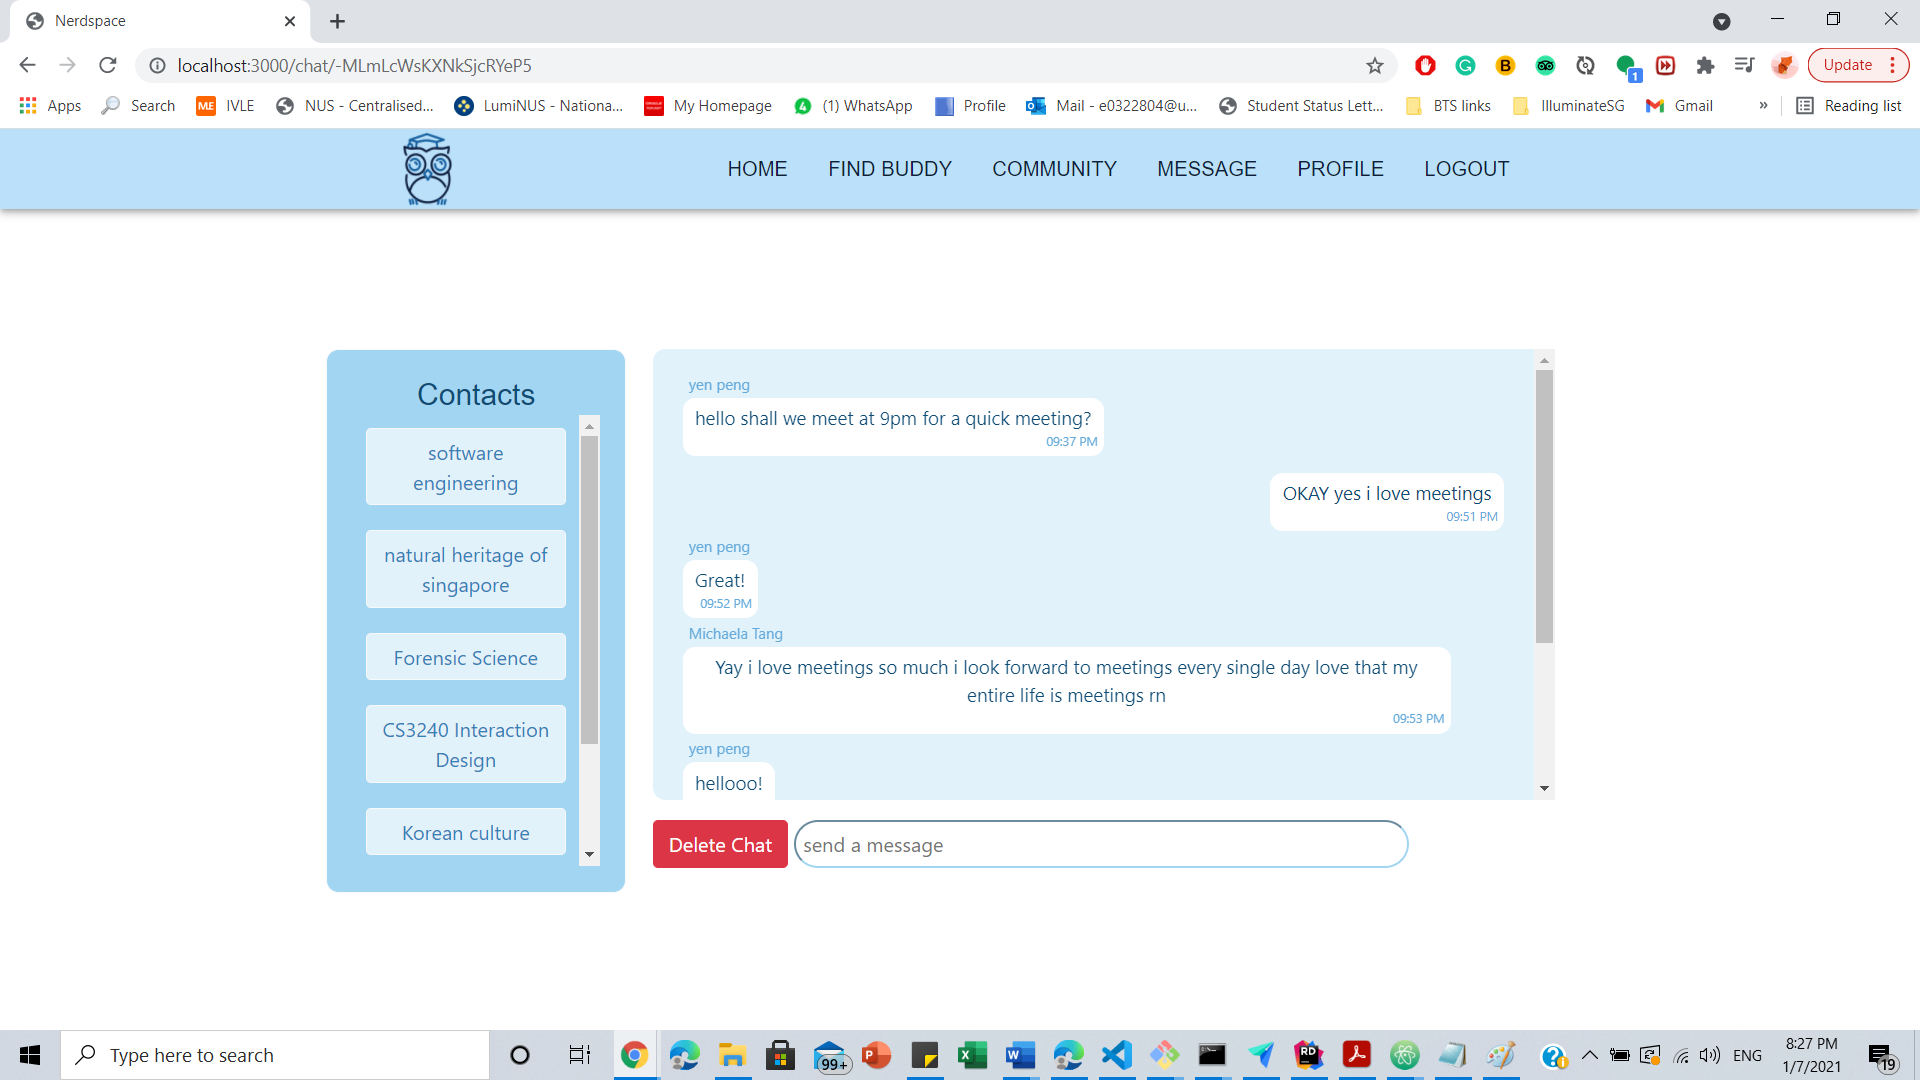 Nerdspace
localhost:3000/chat/-MLmLcWsKXNkSjcRYeP5
B
1
Update
Apps
Search
ME
IVLE
NUS - Centralised...
LumiNUS - Nationa...
My Homepage
4
(1) WhatsApp
Profile
Mail - e0322804@u...
Student Status Lett...
BTS links
IlluminateSG
Gmail
»
Reading list
HOME
FIND BUDDY
COMMUNITY
MESSAGE
PROFILE
LOGOUT
Contacts
software
engineering
natural heritage of
singapore
Forensic Science
CS3240 Interaction
Design
Korean culture
yen peng
hello shall we meet at 9pm for a quick meeting?
09:37 PM
OKAY yes i love meetings
09:51 PM
yen peng
Great!
09:52 PM
Michaela Tang
Yay i love meetings so much i look forward to meetings every single day love that my
entire life is meetings rn
09:53 PM
yen peng
hellooo!
Delete Chat
send a message
Type here to search
99+
ENG
8:27 PM
1/7/2021
19